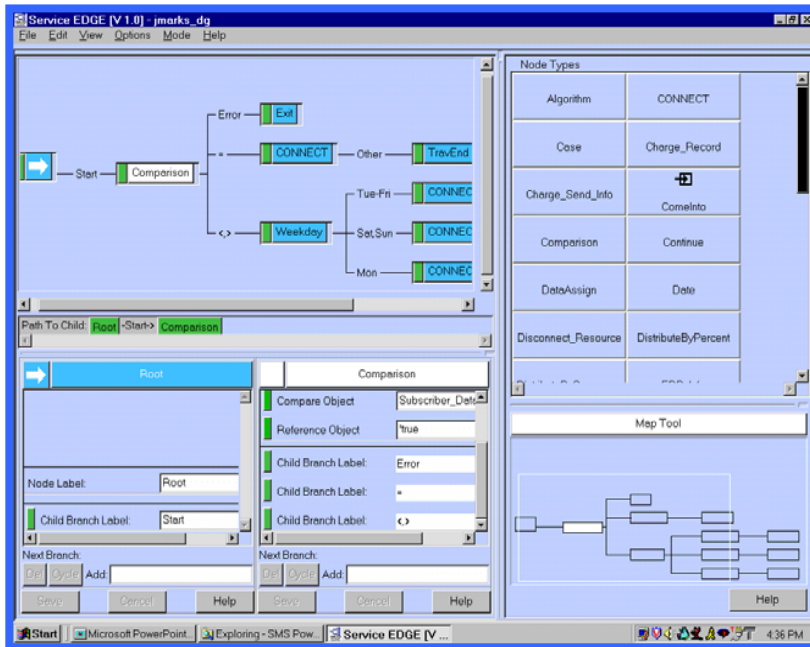 Service EDGE [V 1.0] - jmarks_dg
File Edit View Options Mode Help
Error
Exit
Start
Comparison
=
CONNECT
Other
TravEnd
Tue-Fri
CONNEC
<,>
Weekday
Sat,Sun
CONNEC
Mon
CONNEC
Path To Child: Root -Start-> Comparison
Root
Node Label: Root
Child Branch Label: Start
Next Branch:
Del Cycle Add:
Save Cancel Help
Comparison
Compare Object Subscriber_Data
Reference Object 'true
Child Branch Label: Error
Child Branch Label: =
Child Branch Label: <,>
Next Branch:
Del Cycle Add:
Save Cancel Help
Node Types
Algorithm CONNECT
Case Charge_Record
Charge_Send_Info ComeInto
Comparison Continue
DataAssign Date
Disconnect_Resource DistributeByPercent
Map Tool
Help
Start Microsoft PowerPoint... Exploring - SMS Pow... Service EDGE [V ... 4:36 PM